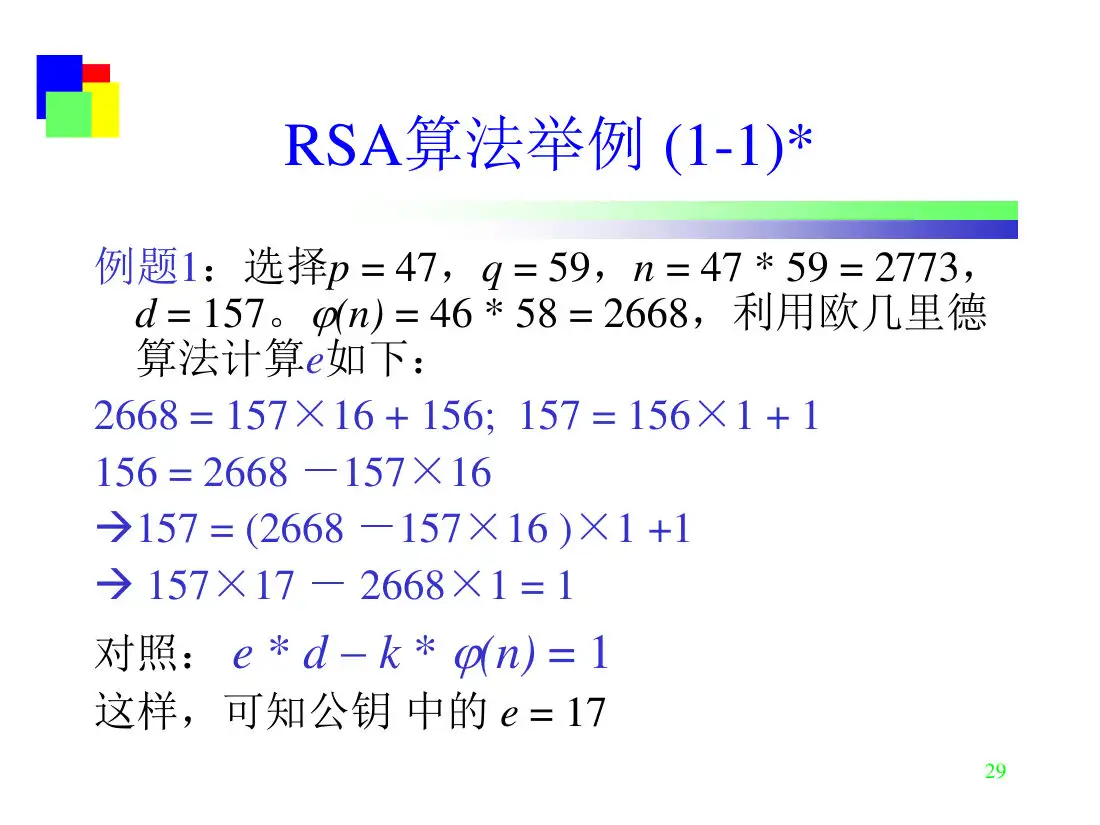 RSA算法举例 (1-1)*
例题1：选择p = 47，q = 59，n = 47 * 59 = 2773，
d = 157。φ(n) = 46 * 58 = 2668，利用欧几里德
算法计算e如下：
2668 = 157×16 + 156; 157 = 156×1 + 1
156 = 2668 －157×16
→157 = (2668 －157×16 )×1 +1
→ 157×17 － 2668×1 = 1
对照： e * d – k * φ(n) = 1
这样，可知公钥 中的 e = 17
29